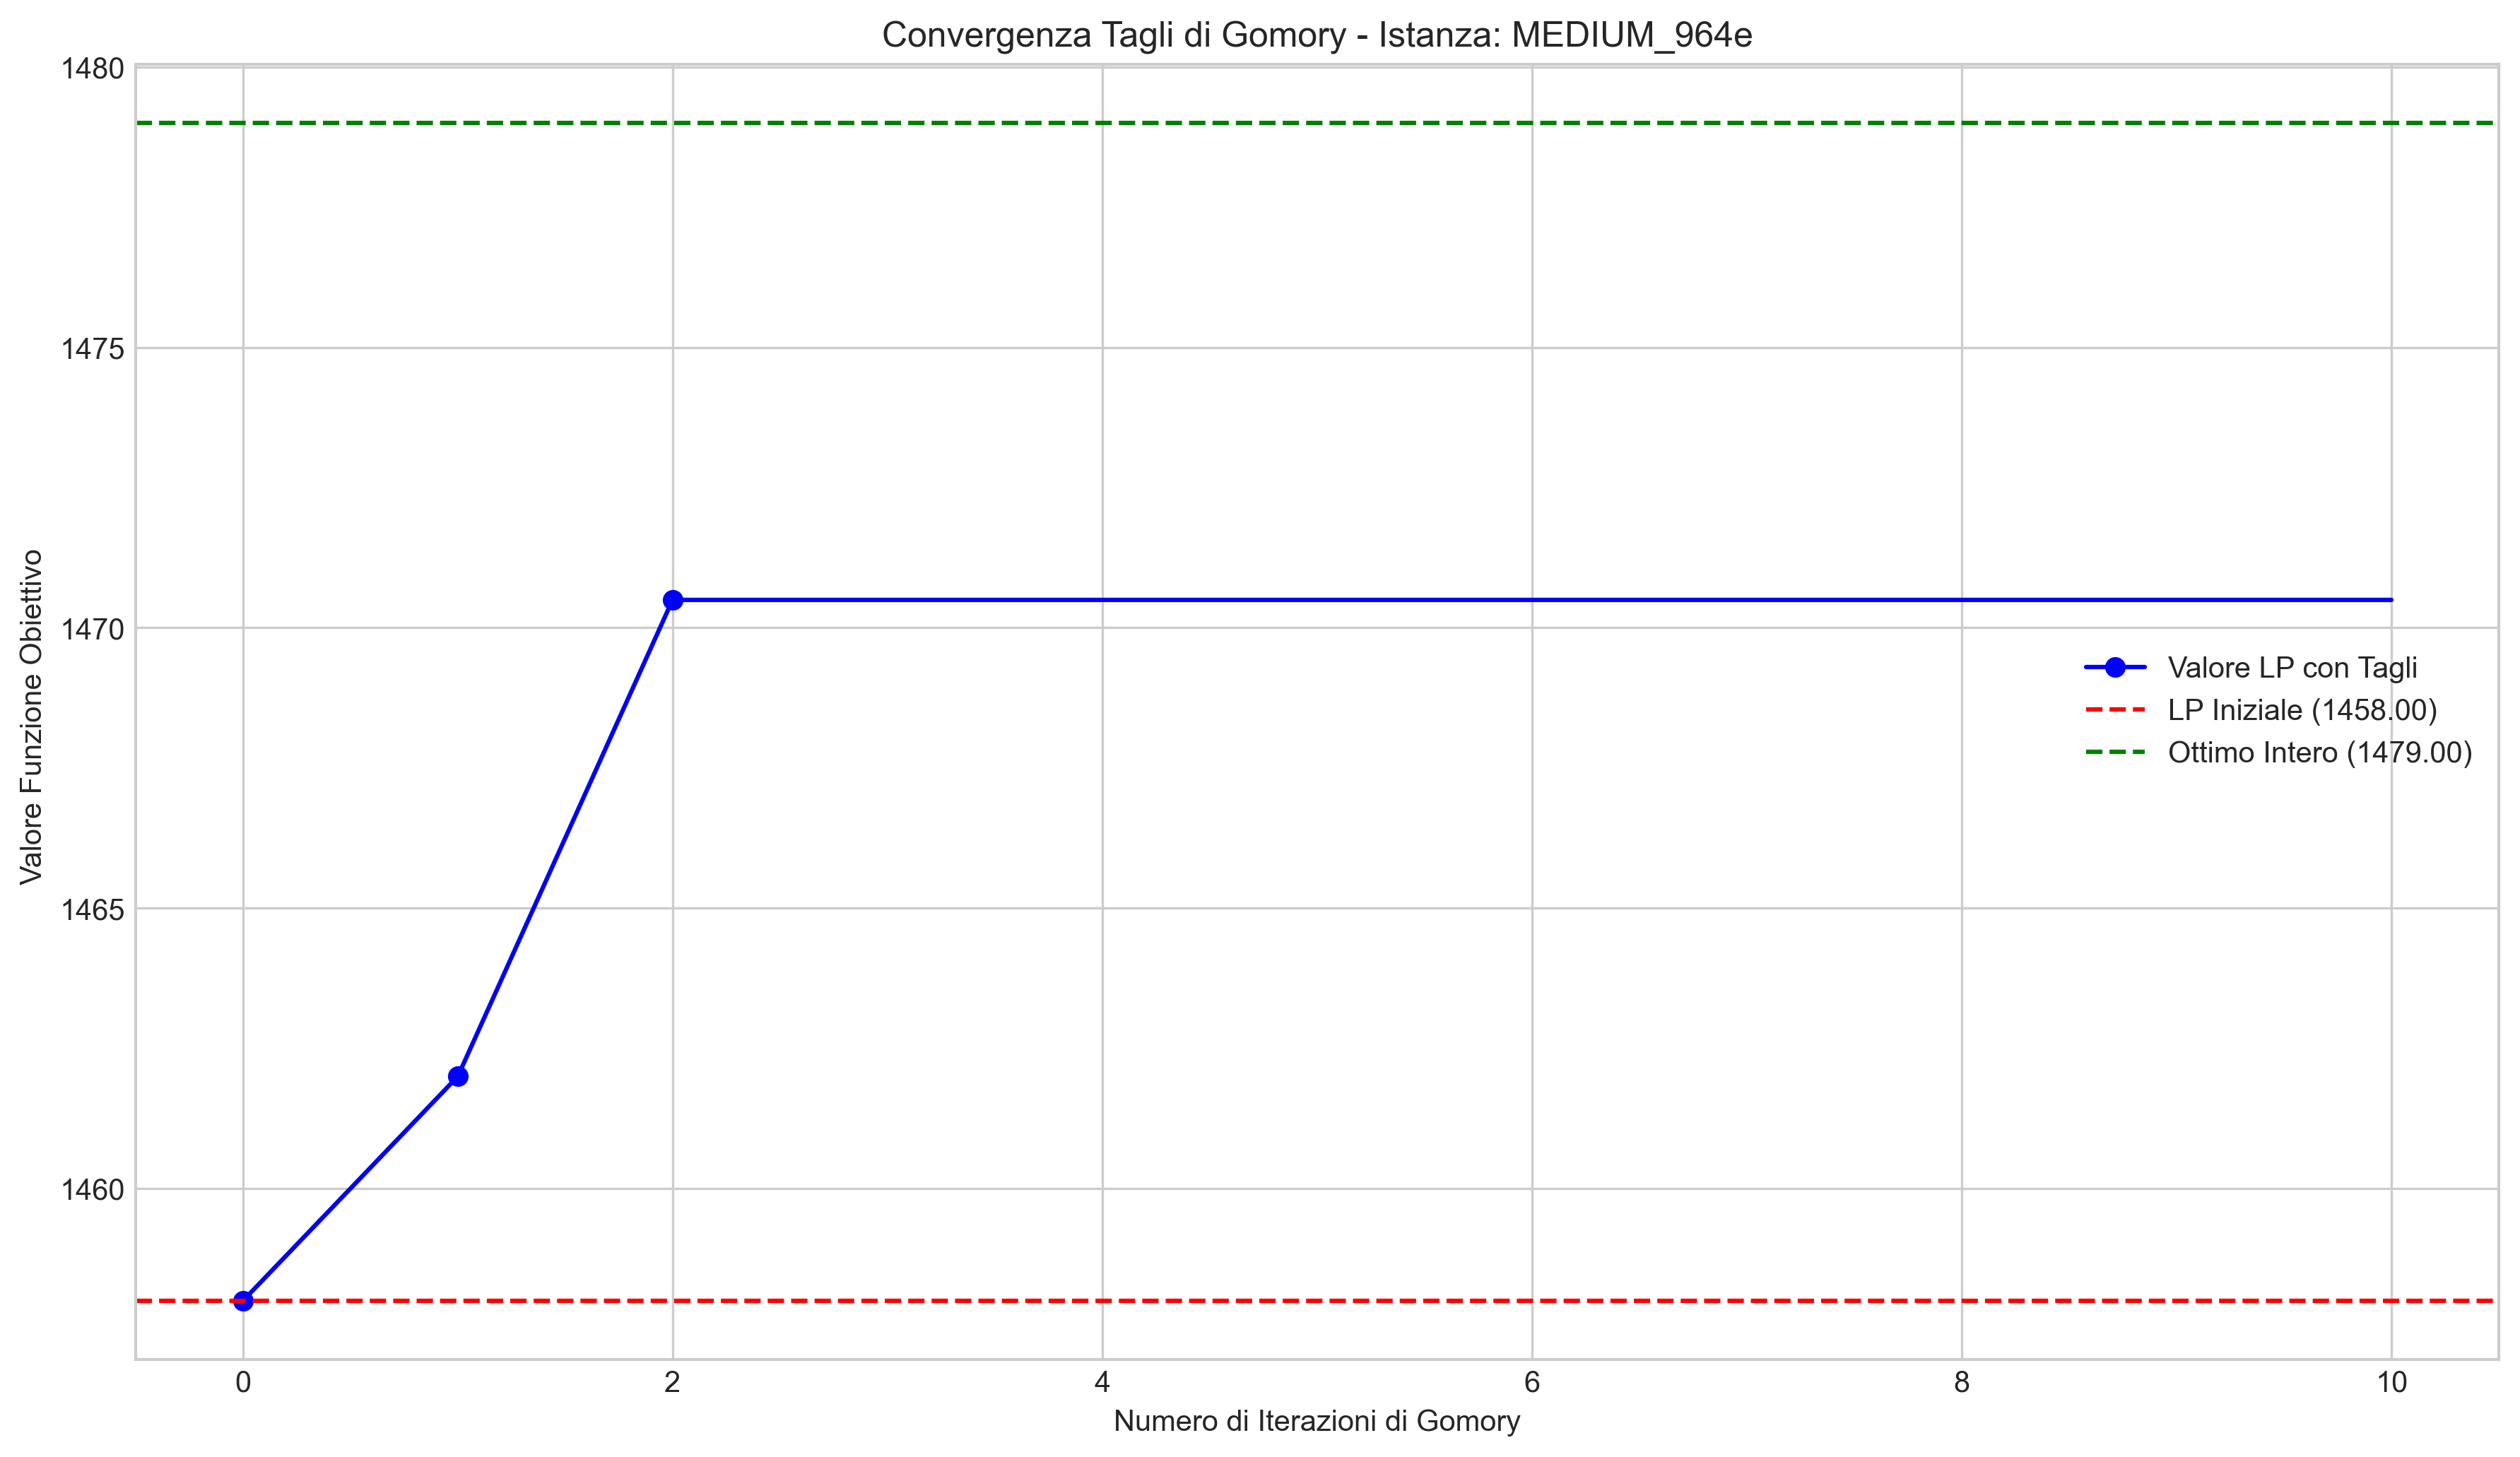 Convergenza Tagli di Gomory - Istanza: MEDIUM_964e
1480
1475
1470
1465
1460
Valore Funzione Obiettivo
Valore LP con Tagli
LP Iniziale (1458.00)
Ottimo Intero (1479.00)
0 2 4 6 8 10
Numero di Iterazioni di Gomory